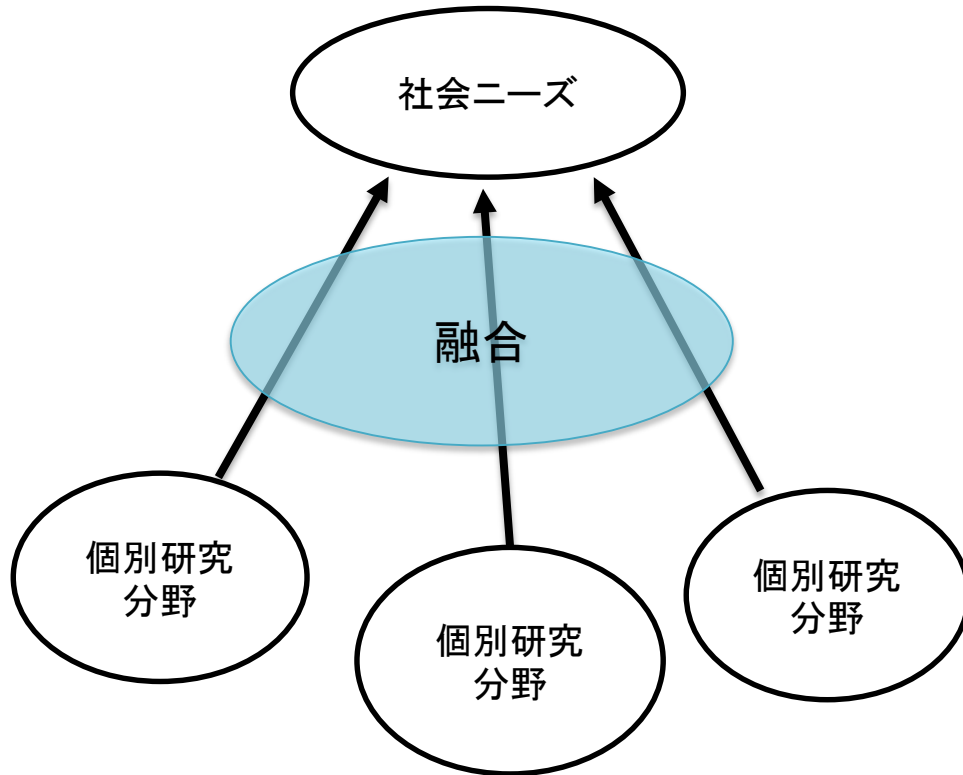 社会ニーズ
融合
個別研究
分野
個別研究
分野
個別研究
分野